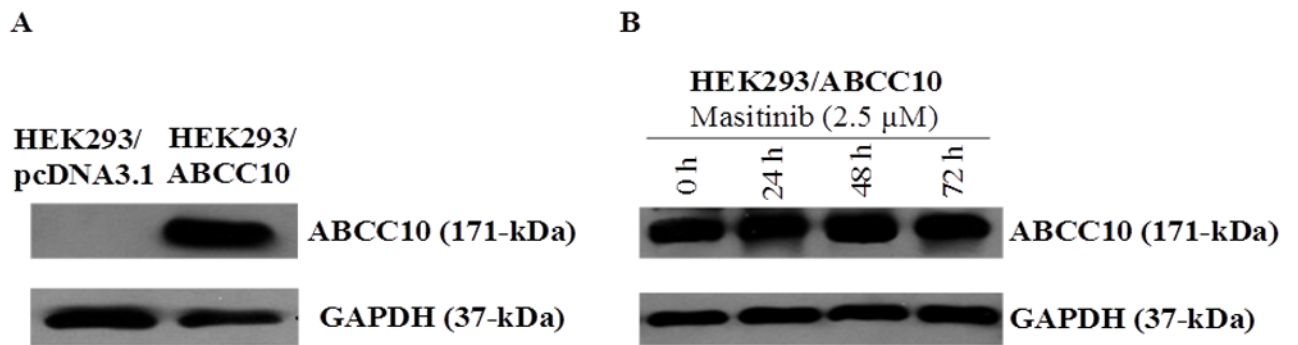 A
HEK293/
pcDNA3.1
HEK293/
ABCC10
ABCC10 (171-kDa)
GAPDH (37-kDa)
B
HEK293/ABCC10
Masitinib (2.5 µM)
0 h
24 h
48 h
72 h
ABCC10 (171-kDa)
GAPDH (37-kDa)